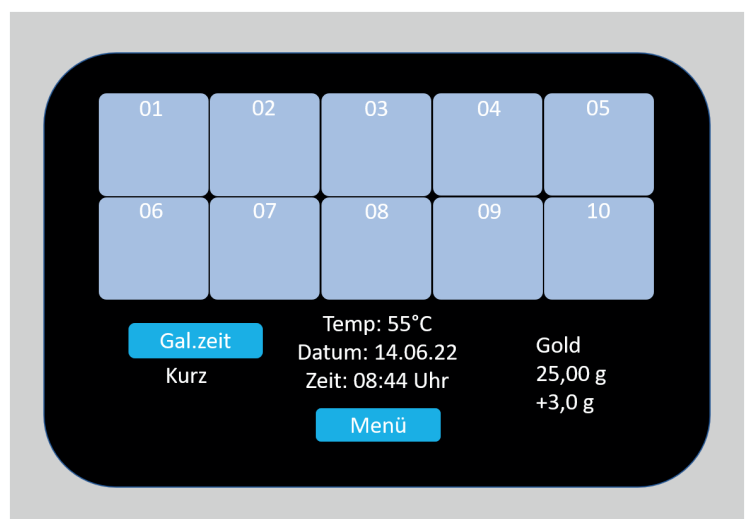 01 02 03 04 05
06 07 08 09 10
Gal.zeit
Kurz
Temp: 55°C
Datum: 14.06.22
Zeit: 08:44 Uhr
Menü
Gold
25,00 g
+3,0 g